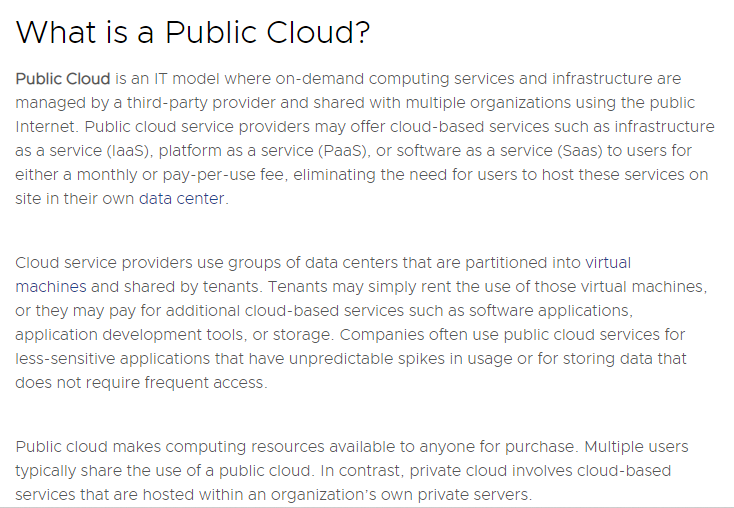 What is a Public Cloud?
Public Cloud is an IT model where on-demand computing services and infrastructure are
managed by a third-party provider and shared with multiple organizations using the public
Internet. Public cloud service providers may offer cloud-based services such as infrastructure
as a service (IaaS), platform as a service (PaaS), or software as a service (Saas) to users for
either a monthly or pay-per-use fee, eliminating the need for users to host these services on
site in their own data center.
Cloud service providers use groups of data centers that are partitioned into virtual
machines and shared by tenants. Tenants may simply rent the use of those virtual machines,
or they may pay for additional cloud-based services such as software applications,
application development tools, or storage. Companies often use public cloud services for
less-sensitive applications that have unpredictable spikes in usage or for storing data that
does not require frequent access.
Public cloud makes computing resources available to anyone for purchase. Multiple users
typically share the use of a public cloud. In contrast, private cloud involves cloud-based
services that are hosted within an organization's own private servers.